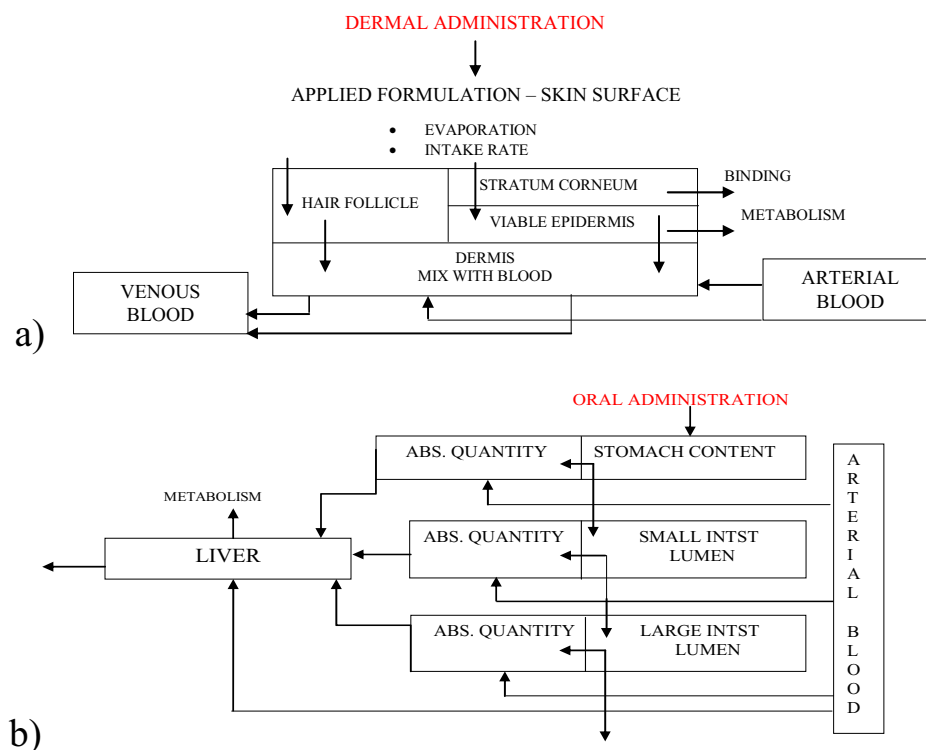 DERMAL ADMINISTRATION
APPLIED FORMULATION – SKIN SURFACE
• EVAPORATION
• INTAKE RATE
HAIR FOLLICLE
STRATUM CORNEUM
BINDING
VIABLE EPIDERMIS
METABOLISM
DERMIS
MIX WITH BLOOD
VENOUS
BLOOD
ARTERIAL
BLOOD
a)
ORAL ADMINISTRATION
ABS. QUANTITY
STOMACH CONTENT
METABOLISM
LIVER
ABS. QUANTITY
SMALL INTST
LUMEN
ABS. QUANTITY
LARGE INTST
LUMEN
ARTERIAL BLOOD
b)